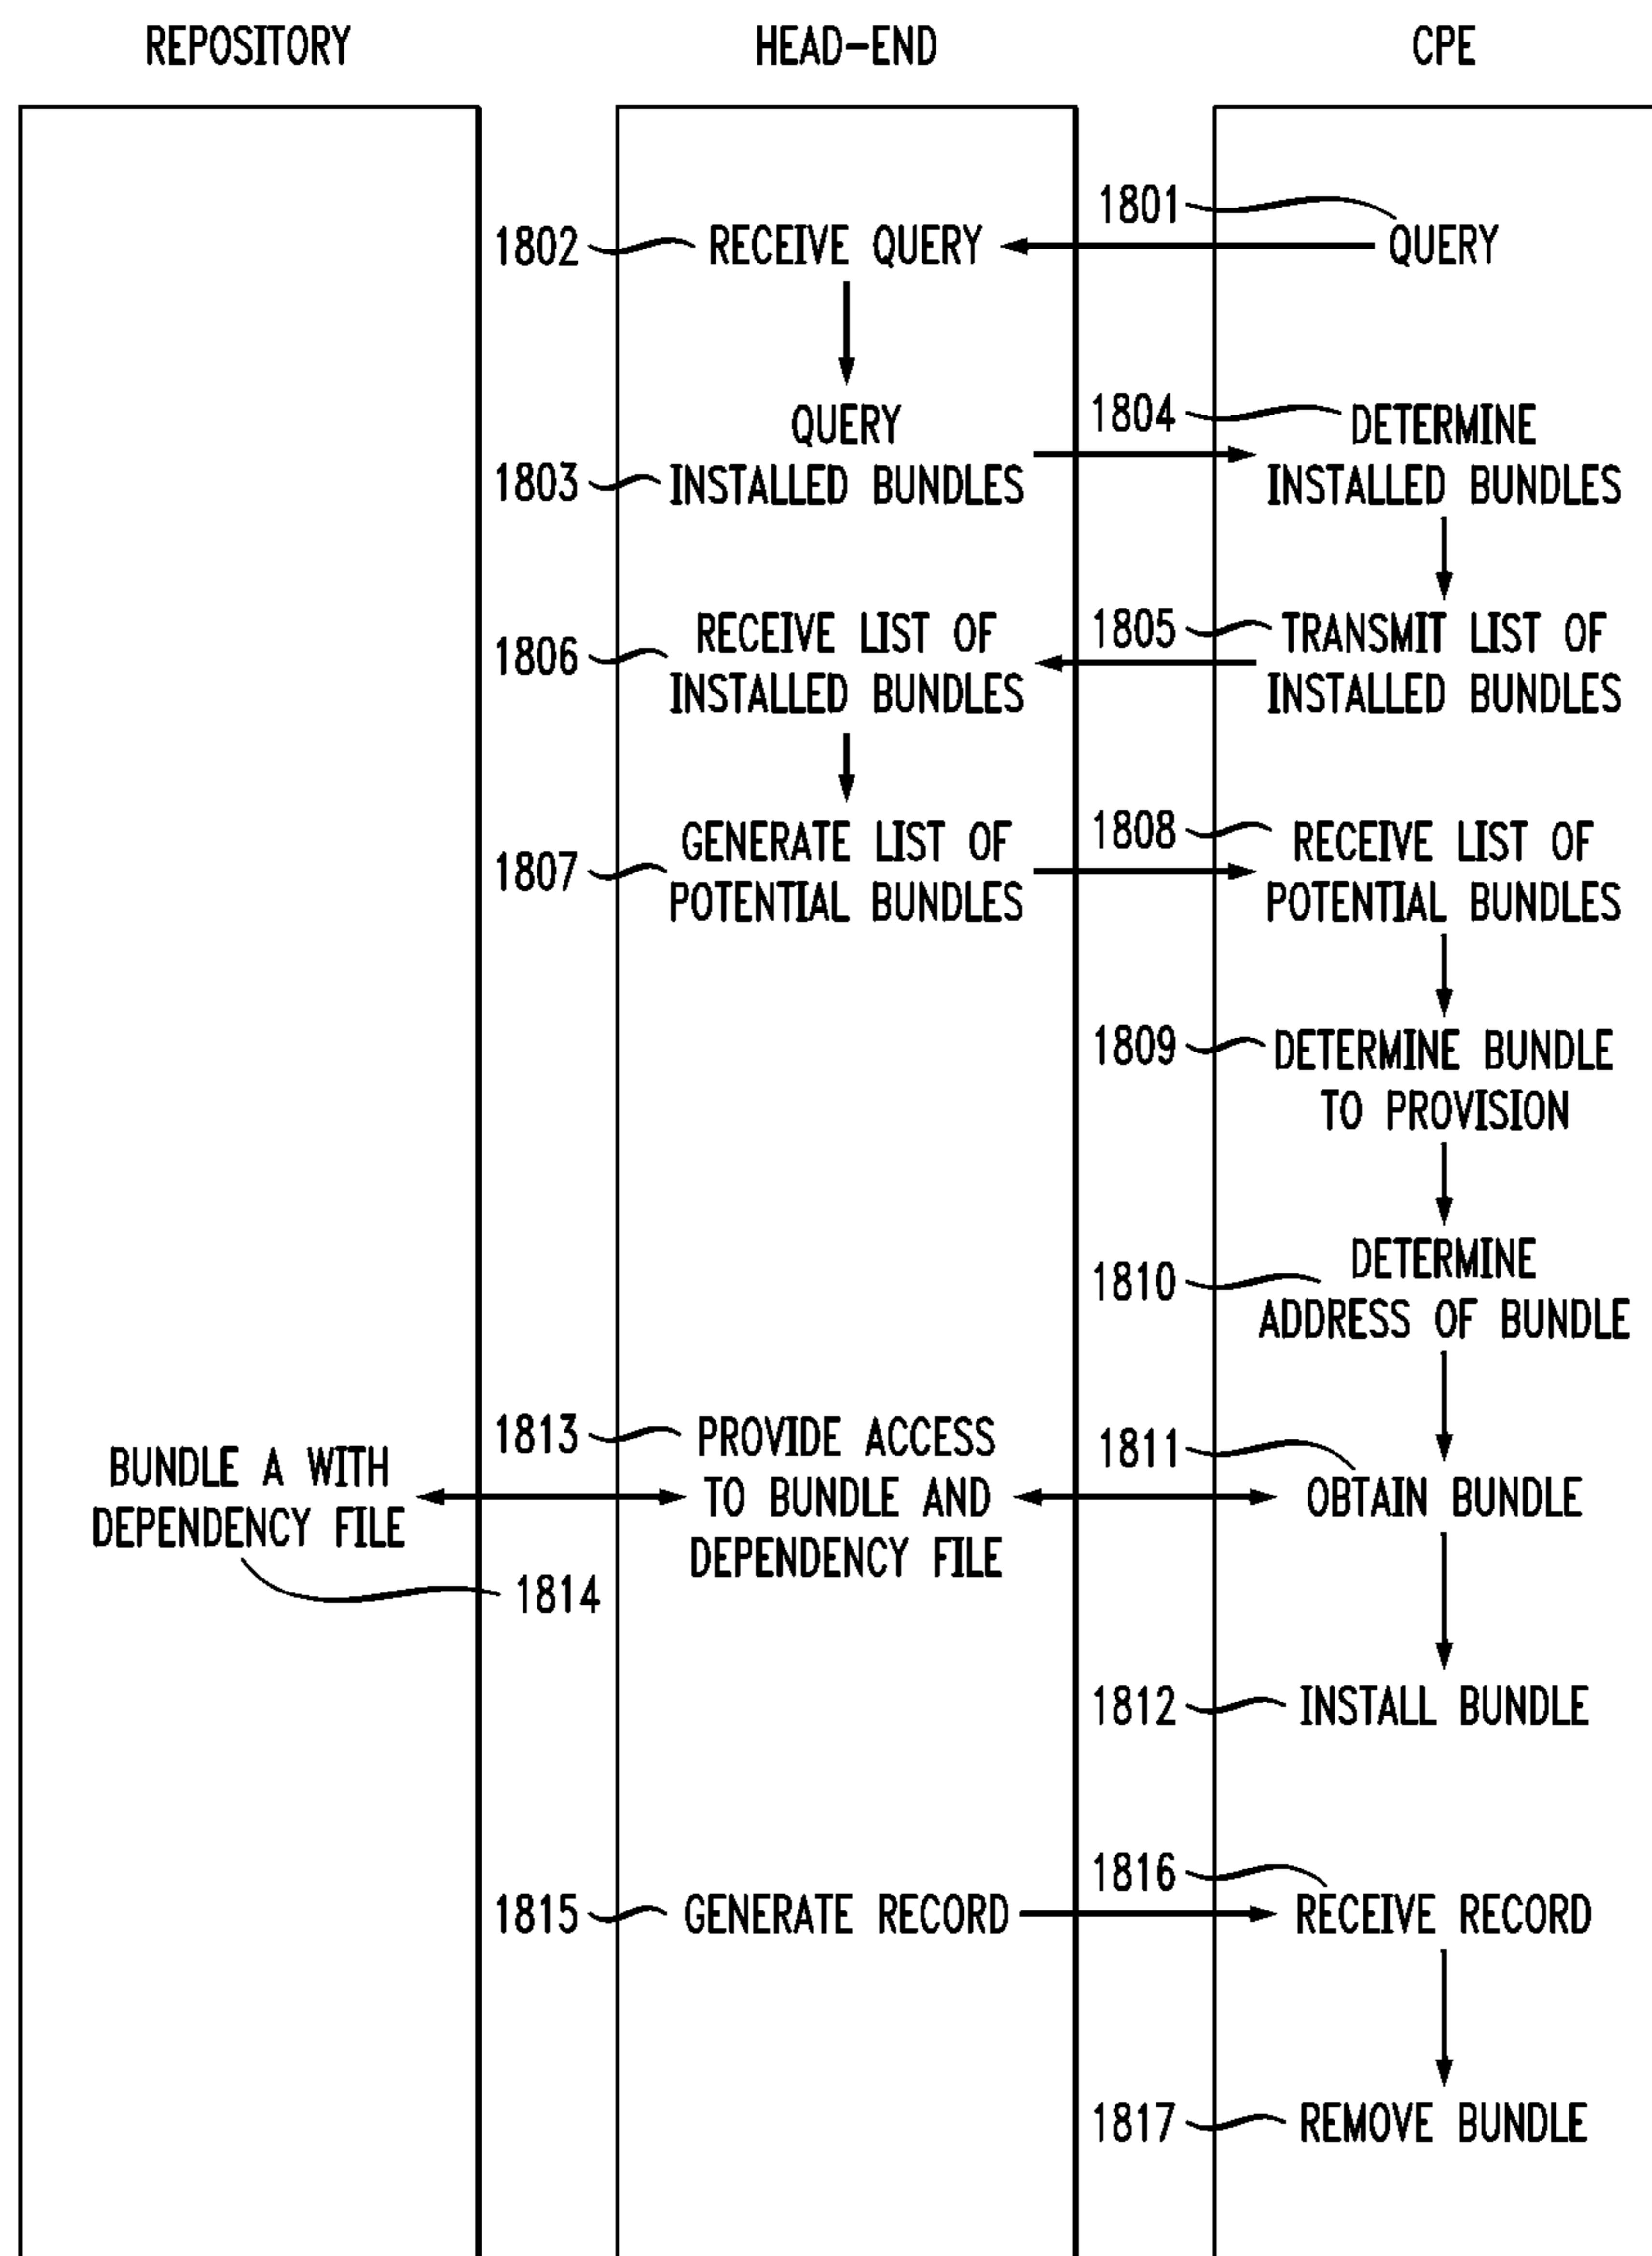 REPOSITORY
HEAD-END
CPE
1801
QUERY
1802
RECEIVE QUERY
1803
QUERY
INSTALLED BUNDLES
1804
DETERMINE
INSTALLED BUNDLES
1805
TRANSMIT LIST OF
INSTALLED BUNDLES
1806
RECEIVE LIST OF
INSTALLED BUNDLES
1807
GENERATE LIST OF
POTENTIAL BUNDLES
1808
RECEIVE LIST OF
POTENTIAL BUNDLES
1809
DETERMINE BUNDLE
TO PROVISION
1810
DETERMINE
ADDRESS OF BUNDLE
1811
OBTAIN BUNDLE
1813
PROVIDE ACCESS
TO BUNDLE AND
DEPENDENCY FILE
BUNDLE A WITH
DEPENDENCY FILE
1814
1812
INSTALL BUNDLE
1815
GENERATE RECORD
1816
RECEIVE RECORD
1817
REMOVE BUNDLE